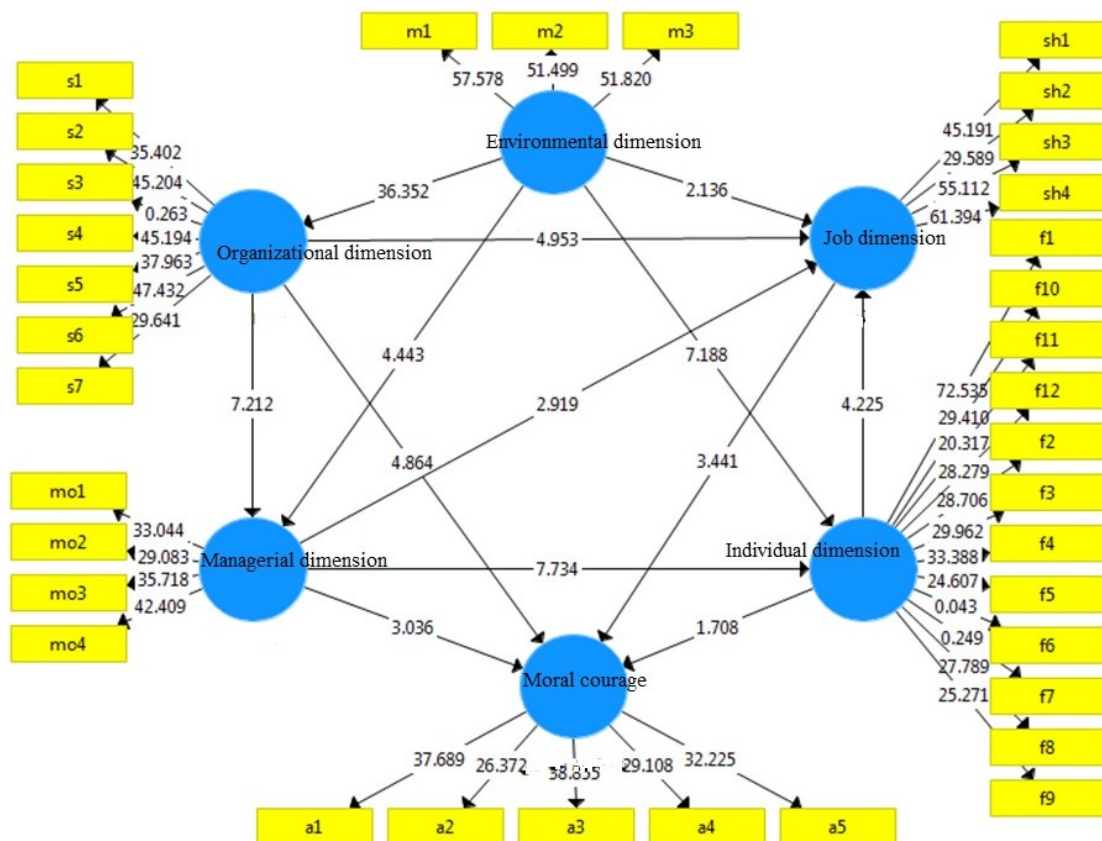 m1
m2
m3
57.578
51.499
51.820
Environmental dimension
s1
s2
s3
s4
s5
s6
s7
35.402
45.204
0.263
45.194
37.963
47.432
29.641
Organizational dimension
36.352
2.136
4.953
sh1
sh2
sh3
sh4
45.191
29.589
55.112
61.394
Job dimension
4.443
7.188
7.212
4.864
2.919
3.441
4.225
mo1
mo2
mo3
mo4
33.044
29.083
35.718
42.409
Managerial dimension
7.734
3.036
1.708
Individual dimension
f1
f10
f11
f12
f2
f3
f4
f5
f6
f7
f8
f9
72.535
29.410
20.317
28.279
28.706
29.962
33.388
24.607
0.043
0.249
27.789
25.271
Moral courage
37.689
26.372
29.108
32.225
a1
a2
a3
a4
a5